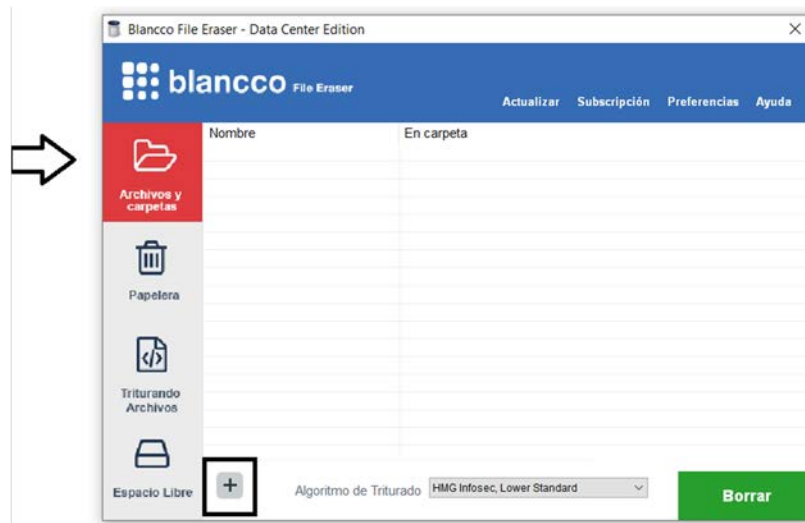 Blancco File Eraser - Data Center Edition
blancco File Eraser
Actualizar Subscripción Preferencias Ayuda
Nombre En carpeta
Archivos y
carpetas
Papelera
Triturando
Archivos
Espacio Libre
Algoritmo de Triturado HMG Infosec, Lower Standard
Borrar